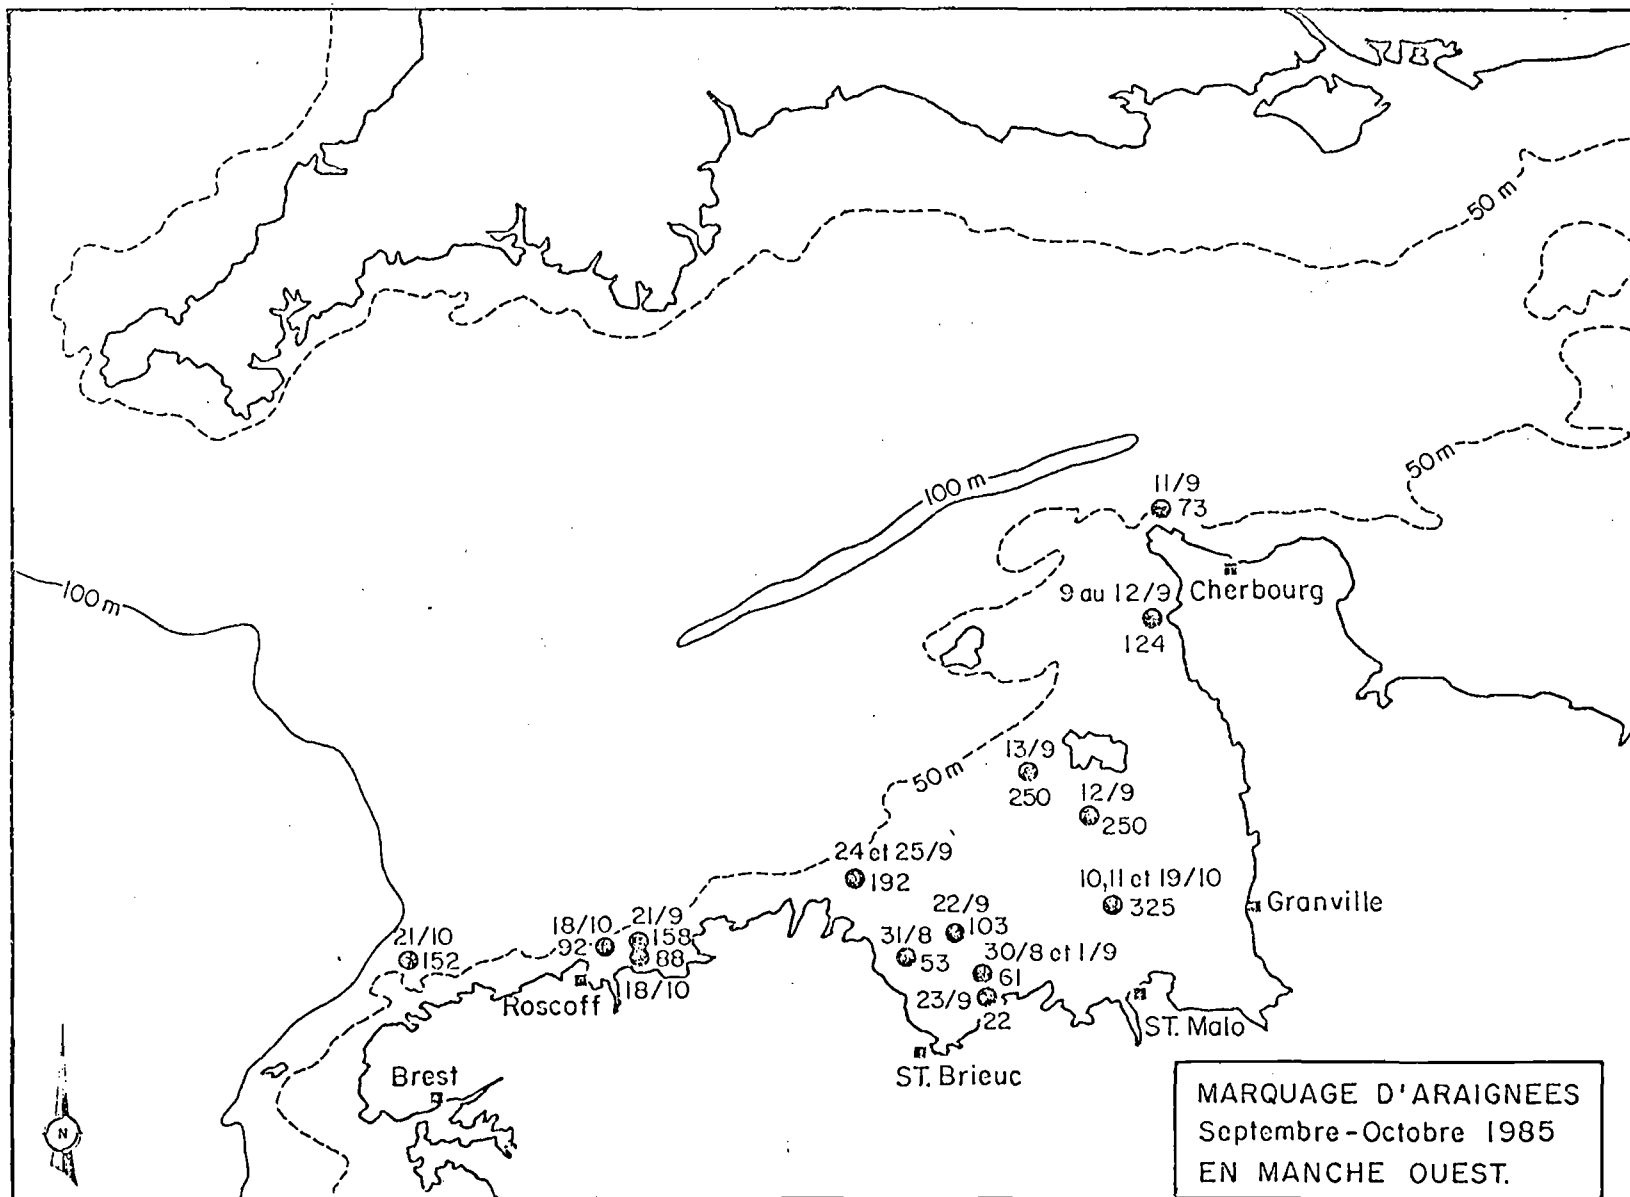 50 m
100 m
50 m
11/9
73
Cherbourg
9 au 12/9
124
100 m
13/9
250
50 m
12/9
250
24 et 25/9
192
10,11 et 19/10
325
Granville
22/9
103
18/10
92
21/9
158
88
18/10
21/10
152
31/8
53
30/8 et 1/9
61
23/9
22
Roscoff
ST. Malo
ST. Brieuc
Brest
N
MARQUAGE D'ARAIGNEES
Septembre-Octobre 1985
EN MANCHE OUEST.